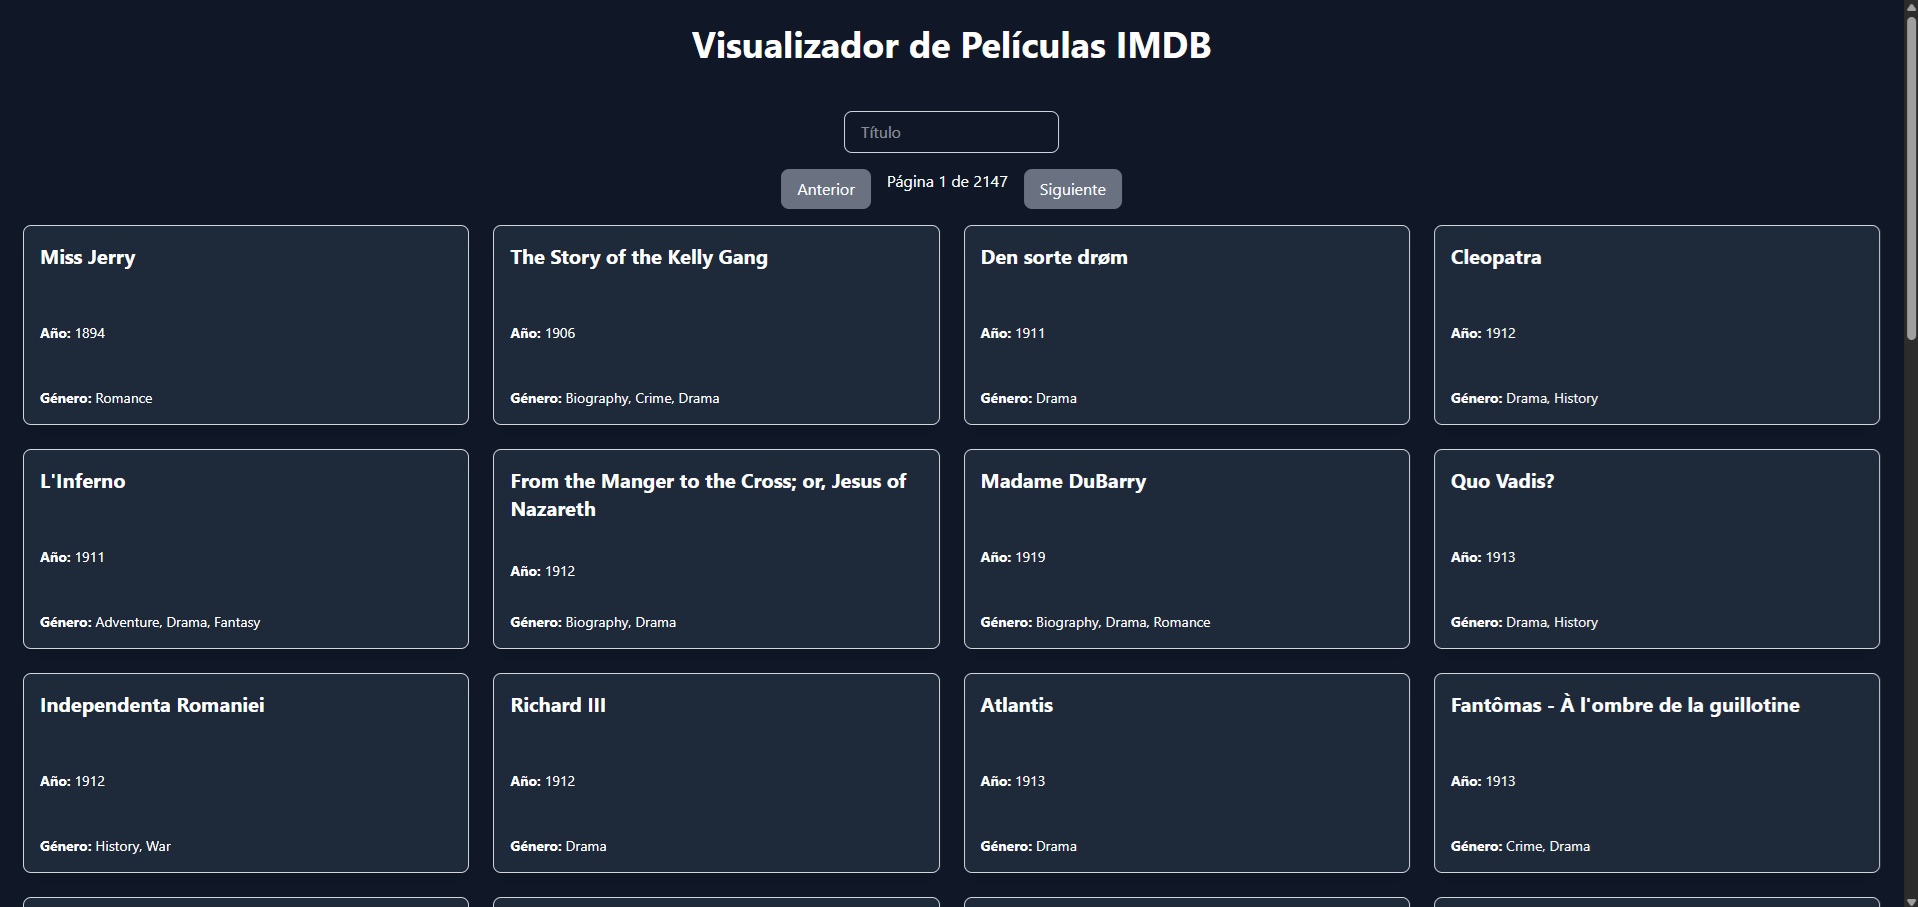 Visualizador de Películas IMDB
Título
Anterior
Página 1 de 2147
Siguiente
Miss Jerry
Año: 1894
Género: Romance
The Story of the Kelly Gang
Año: 1906
Género: Biography, Crime, Drama
Den sorte drøm
Año: 1911
Género: Drama
Cleopatra
Año: 1912
Género: Drama, History
L'Inferno
Año: 1911
Género: Adventure, Drama, Fantasy
From the Manger to the Cross; or, Jesus of
Nazareth
Año: 1912
Género: Biography, Drama
Madame DuBarry
Año: 1919
Género: Biography, Drama, Romance
Quo Vadis?
Año: 1913
Género: Drama, History
Independenta Romaniei
Año: 1912
Género: History, War
Richard III
Año: 1912
Género: Drama
Atlantis
Año: 1913
Género: Drama
Fantômas - À l'ombre de la guillotine
Año: 1913
Género: Crime, Drama